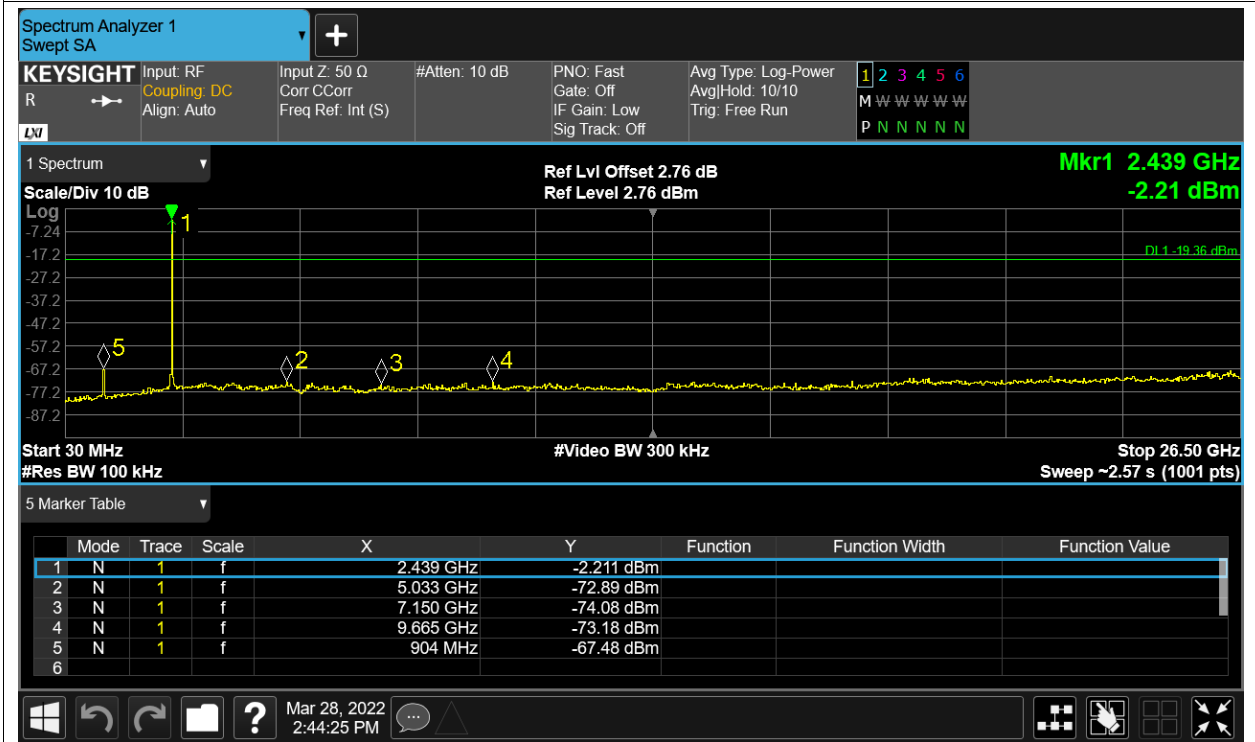 Spectrum Analyzer 1
Swept SA
KEYSIGHT
R
LXI
Input: RF
Coupling: DC
Align: Auto
Input Z: 50 Ω
Corr CCorr
Freq Ref: Int (S)
#Atten: 10 dB
PNO: Fast
Gate: Off
IF Gain: Low
Sig Track: Off
Avg Type: Log-Power
Avg|Hold: 10/10
Trig: Free Run
1 2 3 4 5 6
M W W W W W
P N N N N N
1 Spectrum
Scale/Div 10 dB
Ref Lvl Offset 2.76 dB
Ref Level 2.76 dBm
Mkr1 2.439 GHz
-2.21 dBm
Log
-7.24
-17.2
-27.2
-37.2
-47.2
-57.2
-67.2
-77.2
-87.2
1
DL1 -19.36 dBm
5
2
3
4
Start 30 MHz
#Res BW 100 kHz
#Video BW 300 kHz
Stop 26.50 GHz
Sweep ~2.57 s (1001 pts)
5 Marker Table
Mode Trace Scale X Y Function Function Width Function Value
1 N 1 f 2.439 GHz -2.211 dBm
2 N 1 f 5.033 GHz -72.89 dBm
3 N 1 f 7.150 GHz -74.08 dBm
4 N 1 f 9.665 GHz -73.18 dBm
5 N 1 f 904 MHz -67.48 dBm
6
?
Mar 28, 2022
2:44:25 PM